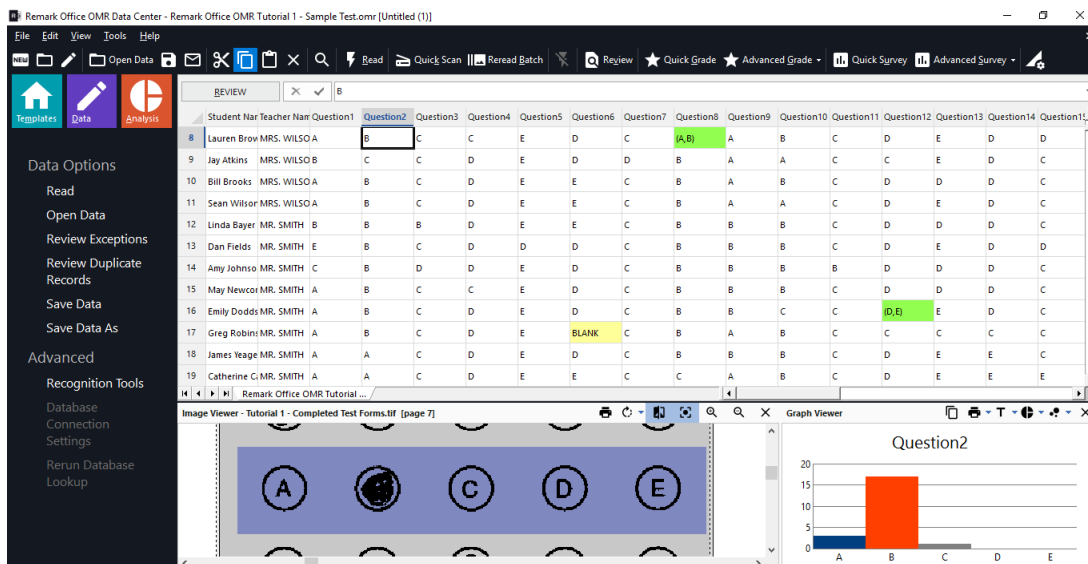 Remark Office OMR Data Center - Remark Office OMR Tutorial 1 - Sample Test.omr [Untitled (1)]
File Edit View Tools Help
NEW Open Data Read Quick Scan Reread Batch Review Quick Grade Advanced Grade Quick Survey Advanced Survey
Templates Data Analysis
Data Options
Read
Open Data
Review Exceptions
Review Duplicate
Records
Save Data
Save Data As
Advanced
Recognition Tools
Database
Connection
Settings
Rerun Database
Lookup
REVIEW B
Student Nar Teacher Nar Question1 Question2 Question3 Question4 Question5 Question6 Question7 Question8 Question9 Question10 Question11 Question12 Question13 Question14 Question15
8 Lauren Brow MRS. WILSO A B C C E D C (A,B) A B C D E D D
9 Jay Atkins MRS. WILSO B C C D E D D B A A C C E D C
10 Bill Brooks MRS. WILSO A B C D E E C B A B C D D D C
11 Sean Wilsor MRS. WILSO A B C D E E C B A A C D E D C
12 Linda Bayer MR. SMITH B B B D E E C B B B C D E D C
13 Dan Fields MR. SMITH E B C D D D C B B B C D E D D
14 Amy Johnso MR. SMITH C B D D E D C B B B B D D D C
15 May Newcor MR. SMITH A B C C E D C B B B C D D D C
16 Emily Dodds MR. SMITH A B C D E D C B B C C (D,E) E D C
17 Greg Robins MR. SMITH A B C D E BLANK C B A B C C C C C
18 James Yeage MR. SMITH A A C D E D C B B B C D E E C
19 Catherine C MR. SMITH A A C D E E C C A B C D E E E
Remark Office OMR Tutorial ...
Image Viewer - Tutorial 1 - Completed Test Forms.tif [page 7]
A C D E
Graph Viewer
T
Question2
20
15
10
5
0
A B C D E